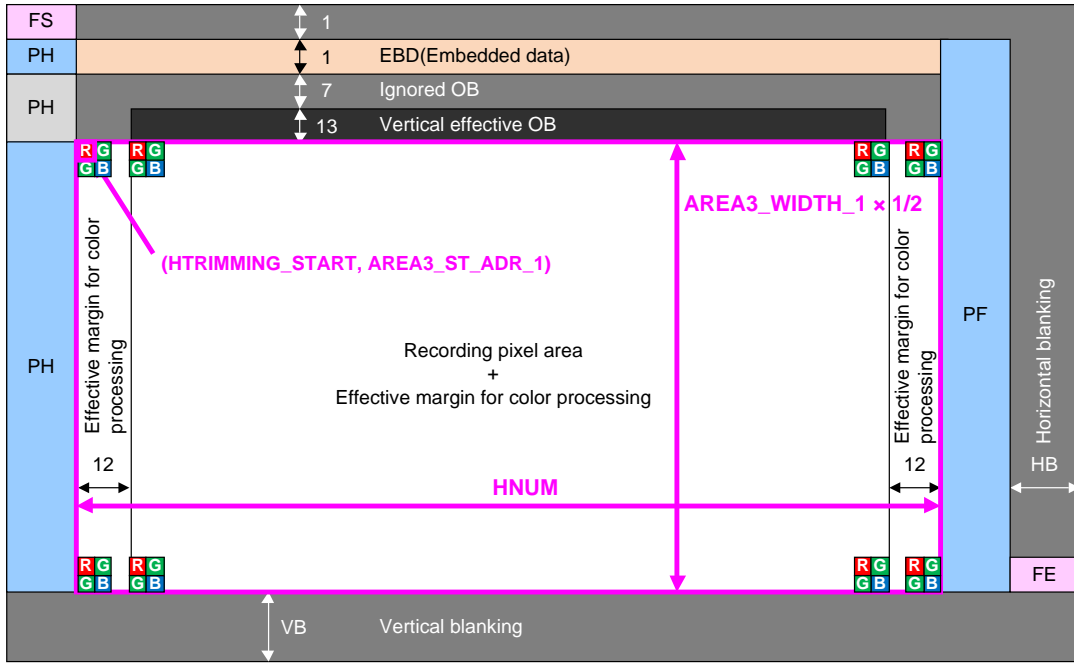 FS
1
PH
1
EBD(Embedded data)
7
Ignored OB
PH
13
Vertical effective OB
R G R G R G R G
G B G B G B G B
AREA3_WIDTH_1 × 1/2
(HTRIMMING_START, AREA3_ST_ADR_1)
Effective margin for color
processing
PH
Recording pixel area
+
Effective margin for color processing
Effective margin for color
processing
PF
Horizontal blanking
12
12
HB
HNUM
R G R G R G R G
G B G B G B G B
FE
VB
Vertical blanking